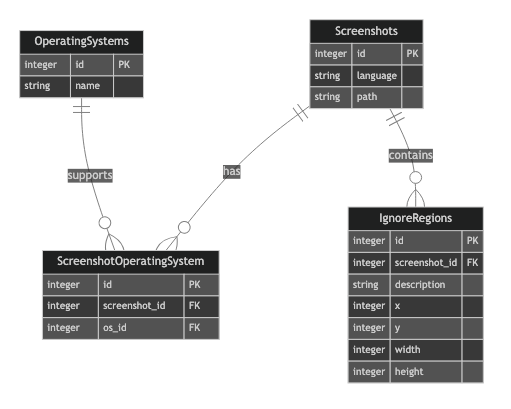 OperatingSystems
integer id PK
string name
Screenshots
integer id PK
string language
string path
supports
has
contains
ScreenshotOperatingSystem
integer id PK
integer screenshot_id FK
integer os_id FK
IgnoreRegions
integer id PK
integer screenshot_id FK
string description
integer x
integer y
integer width
integer height